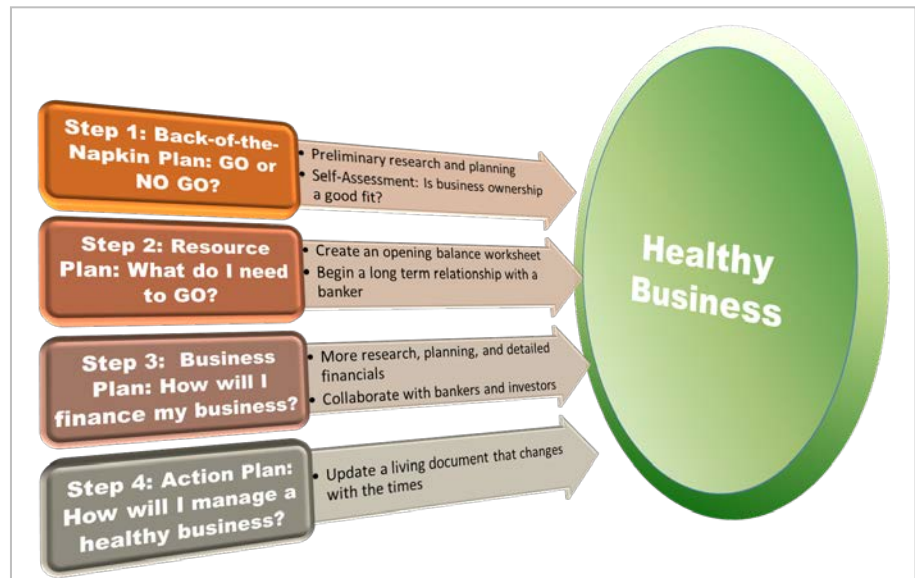 Step 1: Back-of-the-
Napkin Plan: GO or
NO GO?
• Preliminary research and planning
• Self-Assessment: Is business ownership
a good fit?
Step 2: Resource
Plan: What do I need
to GO?
• Create an opening balance worksheet
• Begin a long term relationship with a
banker
Step 3: Business
Plan: How will I
finance my business?
• More research, planning, and detailed
financials
• Collaborate with bankers and investors
Step 4: Action Plan:
How will I manage a
healthy business?
• Update a living document that changes
with the times
Healthy
Business